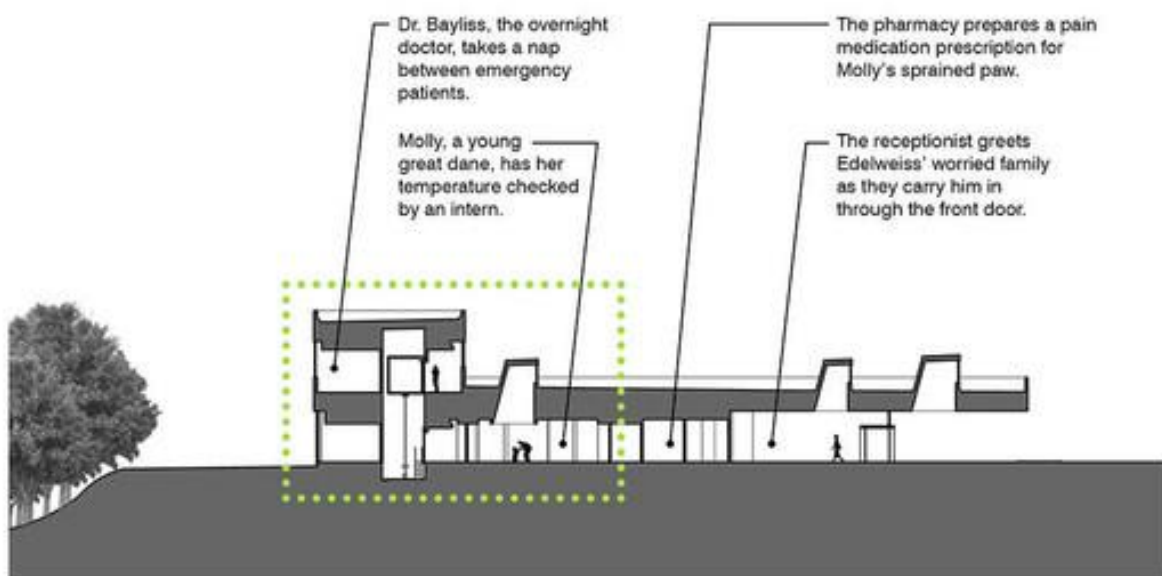 Dr. Bayliss, the overnight
doctor, takes a nap
between emergency
patients.
Molly, a young
great dane, has her
temperature checked
by an intern.
The pharmacy prepares a pain
medication prescription for
Molly's sprained paw.
The receptionist greets
Edelweiss' worried family
as they carry him in
through the front door.